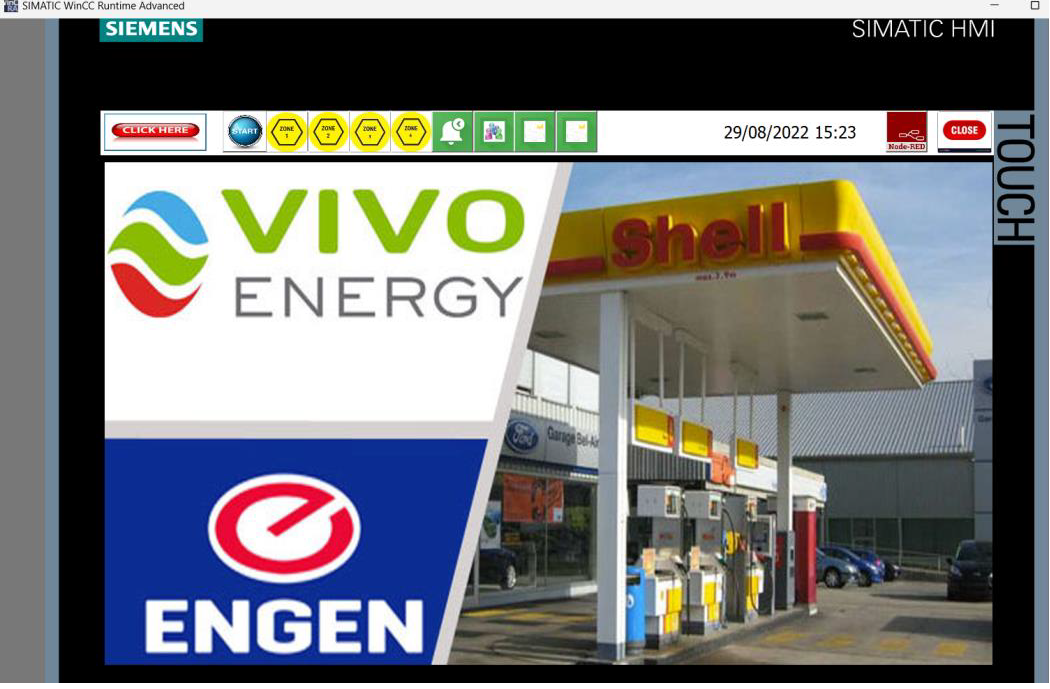 SIMATIC WinCC Runtime Advanced
SIEMENS
SIMATIC HMI
CLICK HERE
START
ZONE
1
ZONE
2
ZONE
3
ZONE
4
29/08/2022 15:23
Node-RED
CLOSE
TOUCH
VIVO
ENERGY
Shell
Ford
Garage Bel-Air
ENGEN